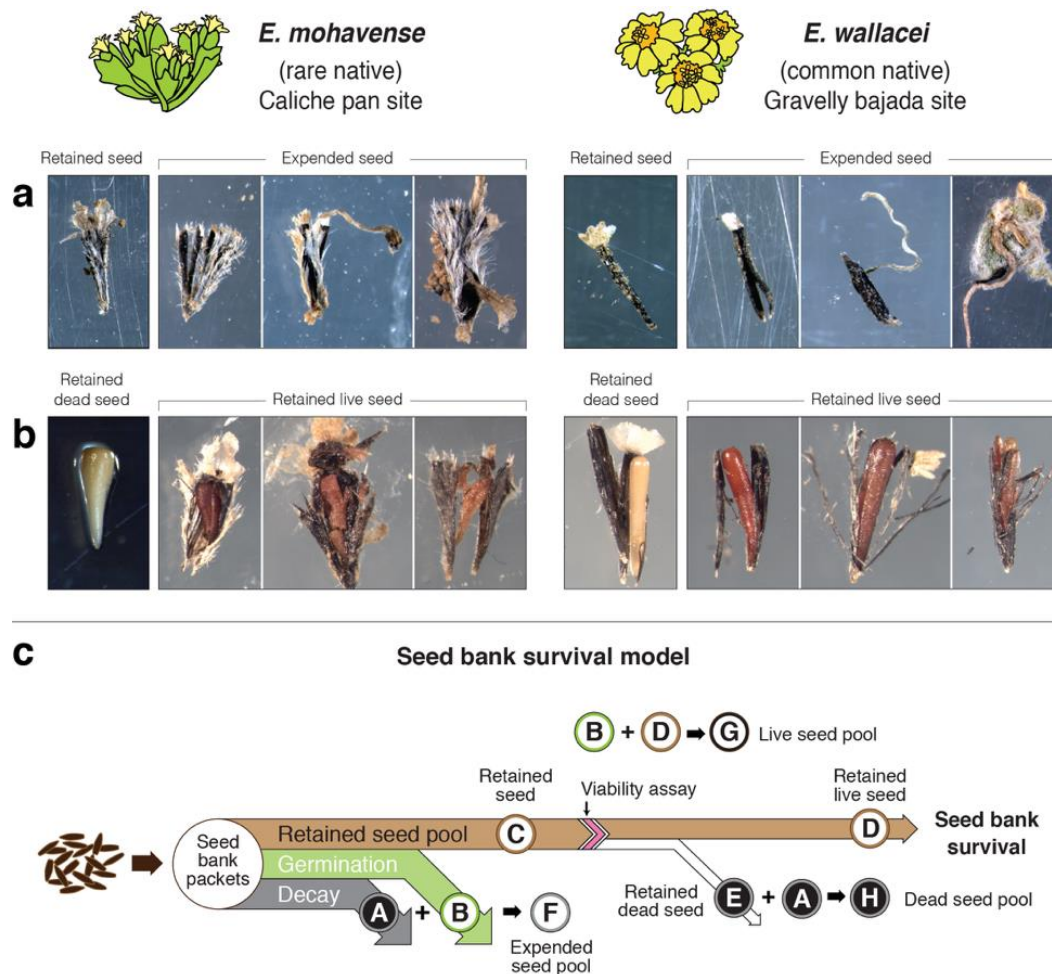 E. mohavense
(rare native)
Caliche pan site
E. wallacei
(common native)
Gravelly bajada site
a
Retained seed
Expended seed
Retained seed
Expended seed
b
Retained
dead seed
Retained live seed
Retained
dead seed
Retained live seed
c
Seed bank survival model
B + D G Live seed pool
Retained
seed
Viability assay
Retained
live seed
Seed
bank
packets
Retained seed pool
C
D
Seed bank
survival
Germination
Decay
A + B F
Expended
seed pool
Retained
dead seed
E + A H Dead seed pool